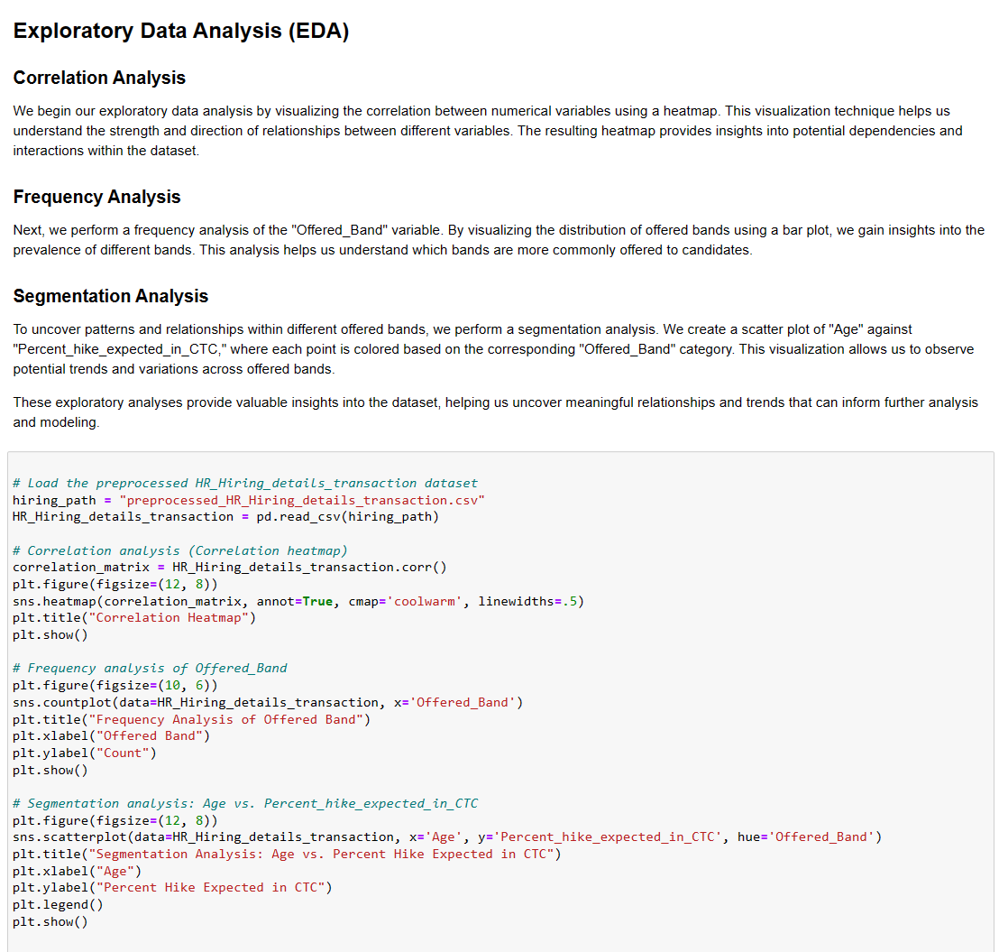 Exploratory Data Analysis (EDA)
Correlation Analysis
We begin our exploratory data analysis by visualizing the correlation between numerical variables using a heatmap. This visualization technique helps us
understand the strength and direction of relationships between different variables. The resulting heatmap provides insights into potential dependencies and
interactions within the dataset.
Frequency Analysis
Next, we perform a frequency analysis of the "Offered_Band" variable. By visualizing the distribution of offered bands using a bar plot, we gain insights into the
prevalence of different bands. This analysis helps us understand which bands are more commonly offered to candidates.
Segmentation Analysis
To uncover patterns and relationships within different offered bands, we perform a segmentation analysis. We create a scatter plot of "Age" against
"Percent_hike_expected_in_CTC," where each point is colored based on the corresponding "Offered_Band" category. This visualization allows us to observe
potential trends and variations across offered bands.
These exploratory analyses provide valuable insights into the dataset, helping us uncover meaningful relationships and trends that can inform further analysis
and modeling.
# Load the preprocessed HR_Hiring_details_transaction dataset
hiring_path = "preprocessed_HR_Hiring_details_transaction.csv"
HR_Hiring_details_transaction = pd.read_csv(hiring_path)
# Correlation analysis (Correlation heatmap)
correlation_matrix = HR_Hiring_details_transaction.corr()
plt.figure(figsize=(12, 8))
sns.heatmap(correlation_matrix, annot=True, cmap='coolwarm', linewidths=.5)
plt.title("Correlation Heatmap")
plt.show()
# Frequency analysis of Offered_Band
plt.figure(figsize=(10, 6))
sns.countplot(data=HR_Hiring_details_transaction, x='Offered_Band')
plt.title("Frequency Analysis of Offered Band")
plt.xlabel("Offered Band")
plt.ylabel("Count")
plt.show()
# Segmentation analysis: Age vs. Percent_hike_expected_in_CTC
plt.figure(figsize=(12, 8))
sns.scatterplot(data=HR_Hiring_details_transaction, x='Age', y='Percent_hike_expected_in_CTC', hue='Offered_Band')
plt.title("Segmentation Analysis: Age vs. Percent Hike Expected in CTC")
plt.xlabel("Age")
plt.ylabel("Percent Hike Expected in CTC")
plt.legend()
plt.show()